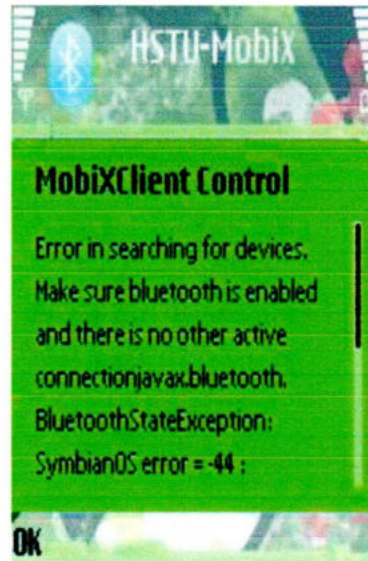 HSTU-MobiX
MobiXClient Control
Error in searching for devices.
Make sure bluetooth is enabled
and there is no other active
connectionjavax.bluetooth.
BluetoothStateException:
SymbianOS error = -44 :
OK